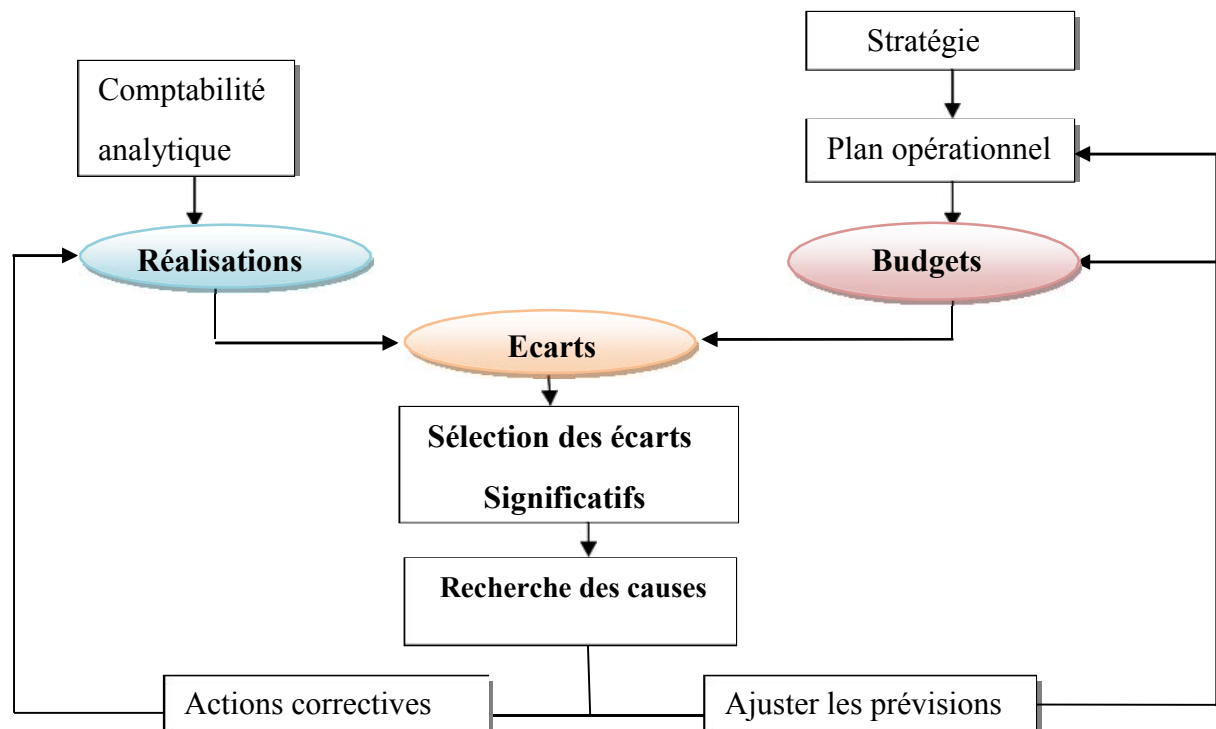 Stratégie
Comptabilité
analytique
Plan opérationnel
Réalisations
Budgets
Ecarts
Sélection des écarts
Significatifs
Recherche des causes
Actions correctives
Ajuster les prévisions